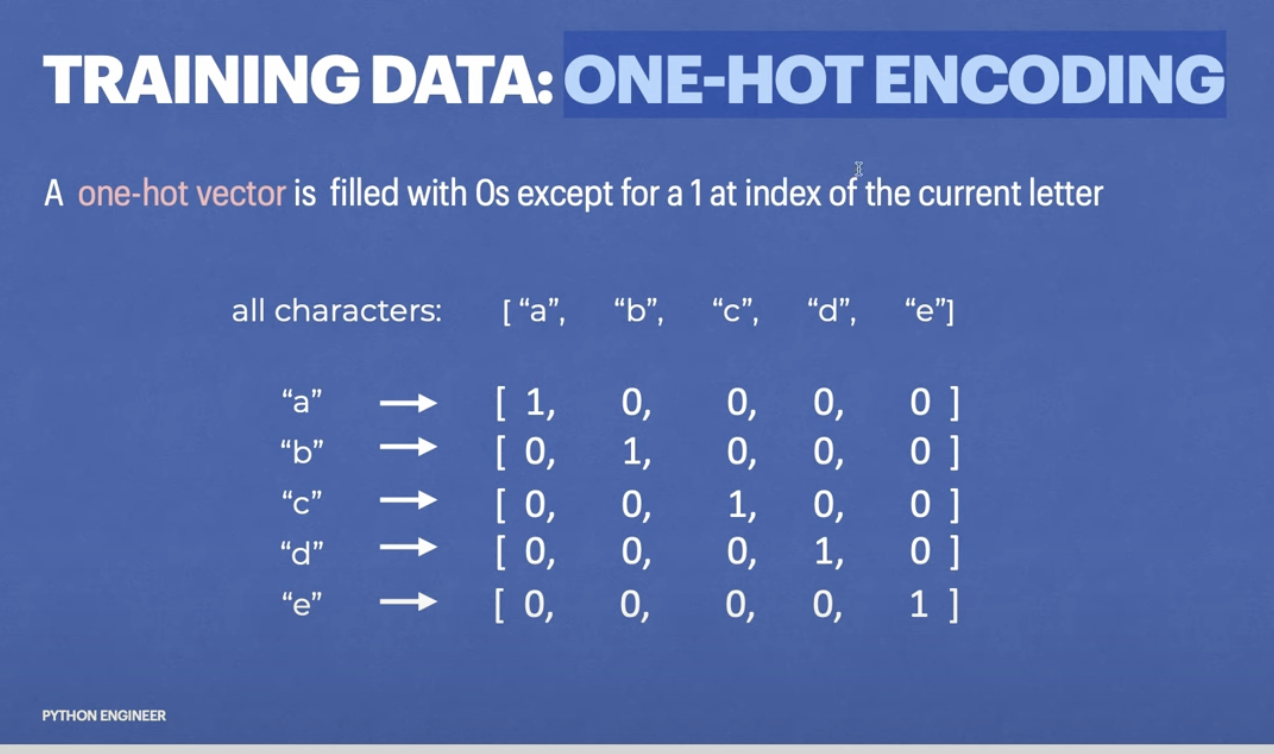 TRAINING DATA: ONE-HOT ENCODING
A one-hot vector is filled with 0s except for a 1 at index of the current letter
all characters: [ “a”, “b”, “c”, “d”, “e”]
“a” → [ 1, 0, 0, 0, 0 ]
“b” → [ 0, 1, 0, 0, 0 ]
“c” → [ 0, 0, 1, 0, 0 ]
“d” → [ 0, 0, 0, 1, 0 ]
“e” → [ 0, 0, 0, 0, 1 ]
PYTHON ENGINEER